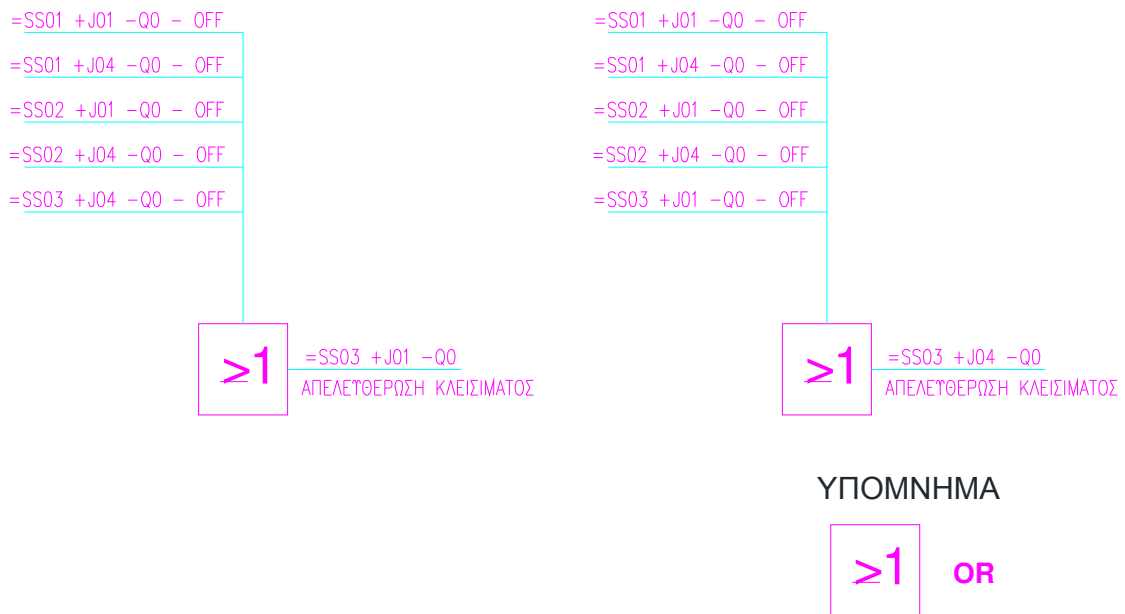 =SS01 +J01 -Q0 - OFF
=SS01 +J04 -Q0 - OFF
=SS02 +J01 -Q0 - OFF
=SS02 +J04 -Q0 - OFF
=SS03 +J04 -Q0 - OFF
≥1
=SS03 +J01 -Q0
ΑΠΕΛΕΥΘΕΡΩΣΗ ΚΛΕΙΣΙΜΑΤΟΣ
=SS01 +J01 -Q0 - OFF
=SS01 +J04 -Q0 - OFF
=SS02 +J01 -Q0 - OFF
=SS02 +J04 -Q0 - OFF
=SS03 +J01 -Q0 - OFF
≥1
=SS03 +J04 -Q0
ΑΠΕΛΕΥΘΕΡΩΣΗ ΚΛΕΙΣΙΜΑΤΟΣ
ΥΠΟΜΝΗΜΑ
≥1 OR